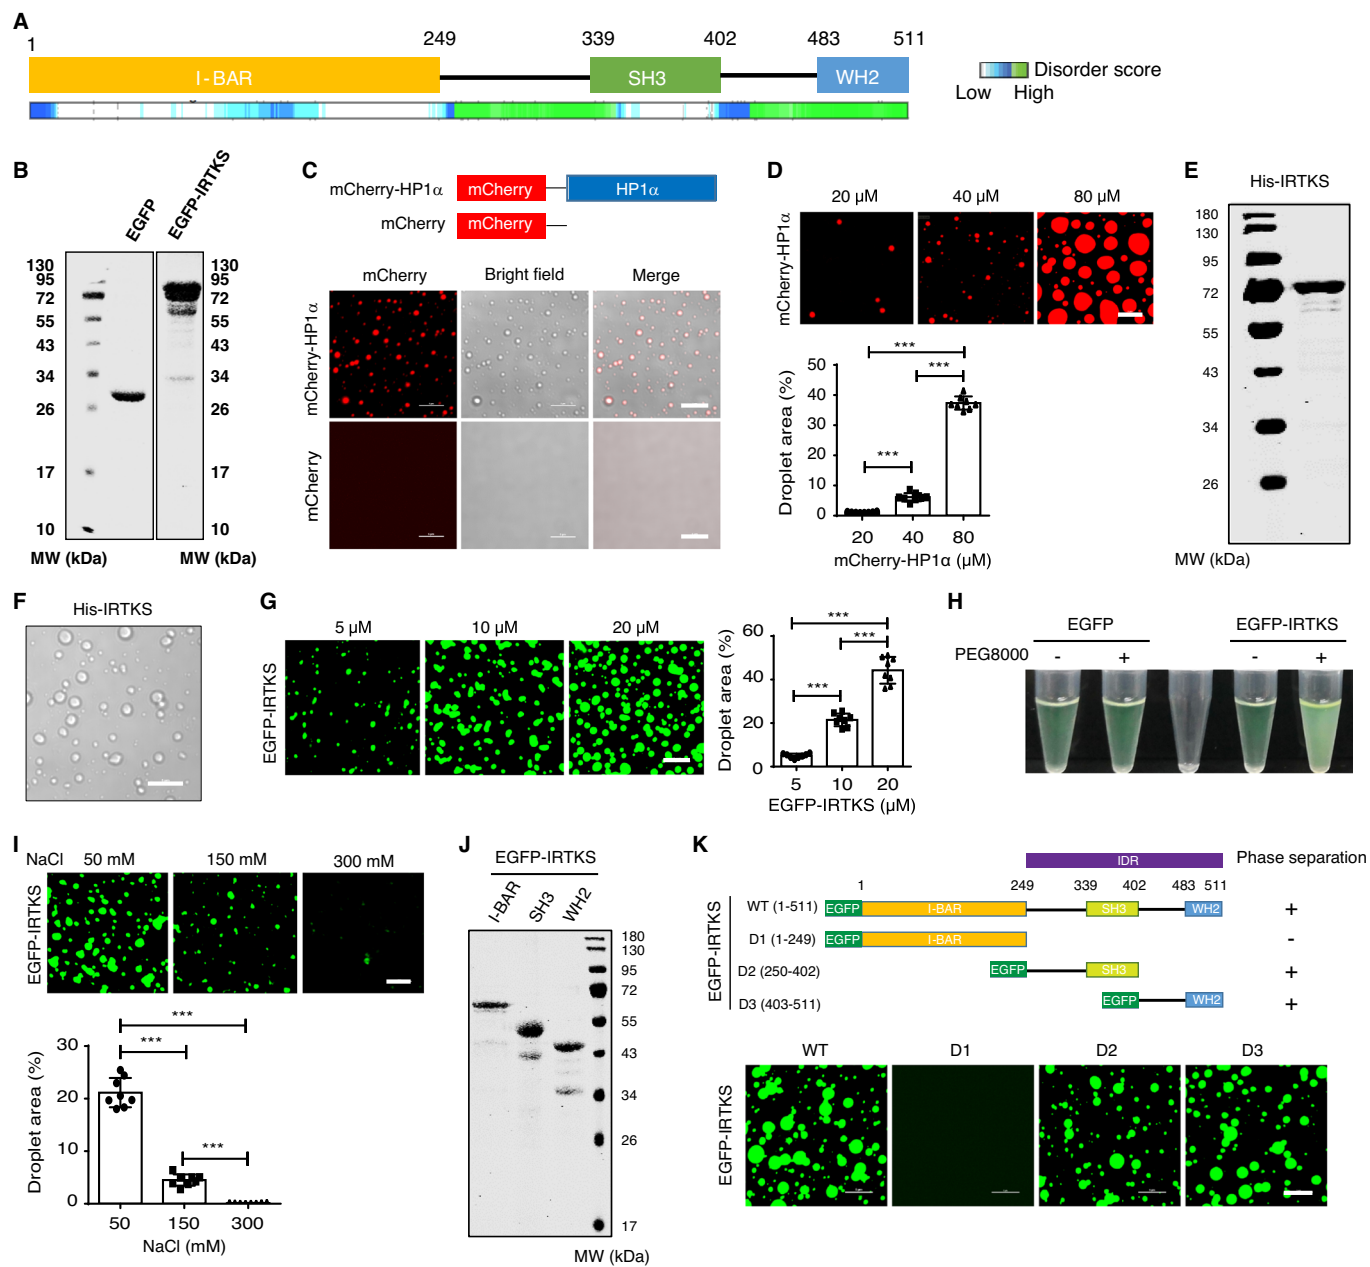 A
1 249 339 402 483 511
I-BAR SH3 WH2
Disorder score
Low High
B
EGFP
EGFP-IRTKS
130 130
95 95
72 72
55 55
43 43
34 34
26 26
17 17
10 10
MW (kDa) MW (kDa)
C
mCherry-HP1α mCherry HP1α
mCherry mCherry
mCherry Bright field Merge
mCherry-HP1α
mCherry
D
20 µM 40 µM 80 µM
mCherry-HP1α
***
***
***
Droplet area (%)
50
40
30
20
10
0
20 40 80
mCherry-HP1α (µM)
E
His-IRTKS
180
130
95
72
55
43
34
26
MW (kDa)
F
His-IRTKS
G
5 µM 10 µM 20 µM
EGFP-IRTKS
***
***
***
Droplet area (%)
60
40
20
0
5 10 20
EGFP-IRTKS (µM)
H
EGFP EGFP-IRTKS
PEG8000 - + - +
I
NaCl 50 mM 150 mM 300 mM
EGFP-IRTKS
***
***
***
Droplet area (%)
30
20
10
0
50 150 300
NaCl (mM)
J
EGFP-IRTKS
I-BAR
SH3
WH2
180
130
95
72
55
43
34
26
17
MW (kDa)
K
IDR Phase separation
1 249 339 402 483 511
EGFP-IRTKS
WT (1-511) EGFP I-BAR SH3 WH2 +
D1 (1-249) EGFP I-BAR -
D2 (250-402) EGFP SH3 +
D3 (403-511) EGFP WH2 +
WT D1 D2 D3
EGFP-IRTKS